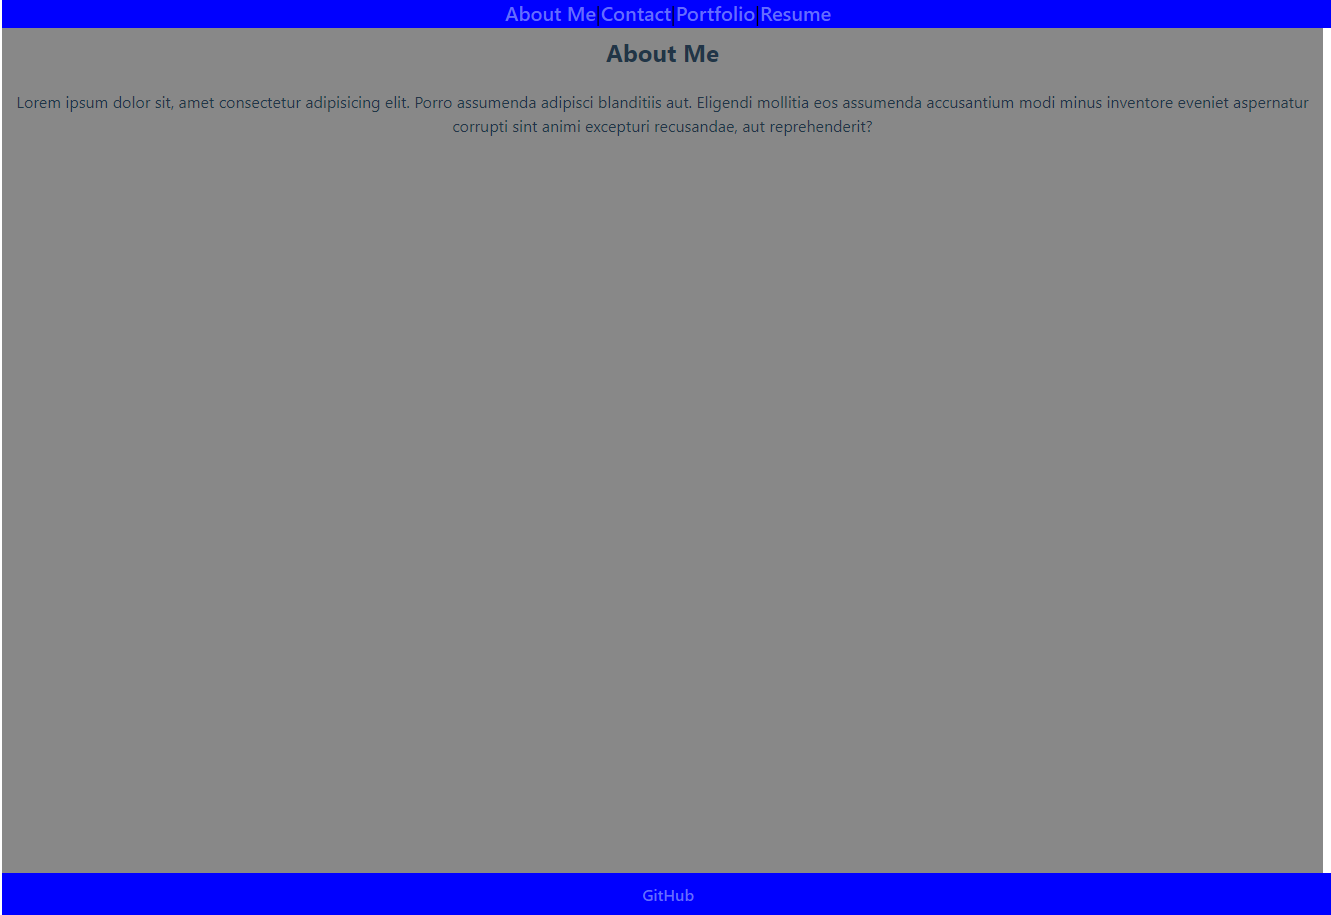 About Me|Contact|Portfolio|Resume
About Me
Lorem ipsum dolor sit, amet consectetur adipisicing elit. Porro assumenda adipisci blanditiis aut. Eligendi mollitia eos assumenda accusantium modi minus inventore eveniet aspernatur
corrupti sint animi excepturi recusandae, aut reprehenderit?
GitHub